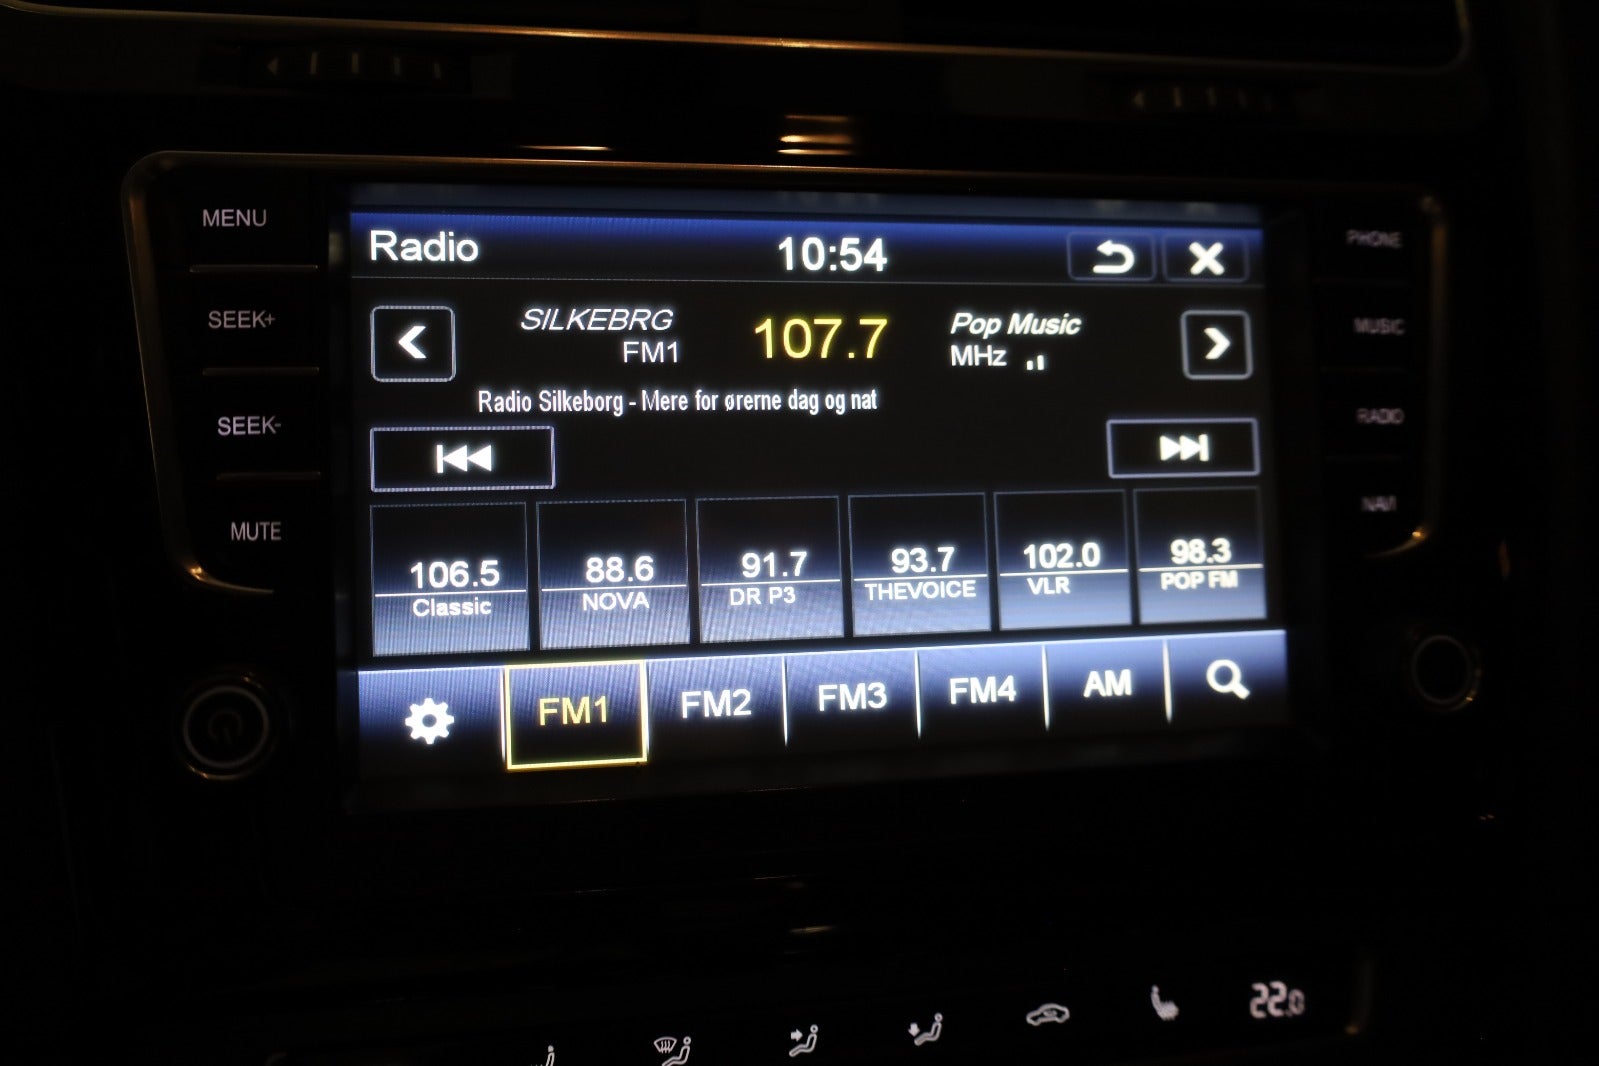 MENU
SEEK+
SEEK-
MUTE
Radio 10:54
SILKEBRG 107.7 Pop Music
FM1 MHz
Radio Silkeborg - Mere for ørerne dag og nat
106.5 88.6 91.7 93.7 102.0 98.3
Classic NOVA DR P3 THEVOICE VLR POP FM
FM1 FM2 FM3 FM4 AM
PHONE
MUSIC
RADIO
NAVI
22.0